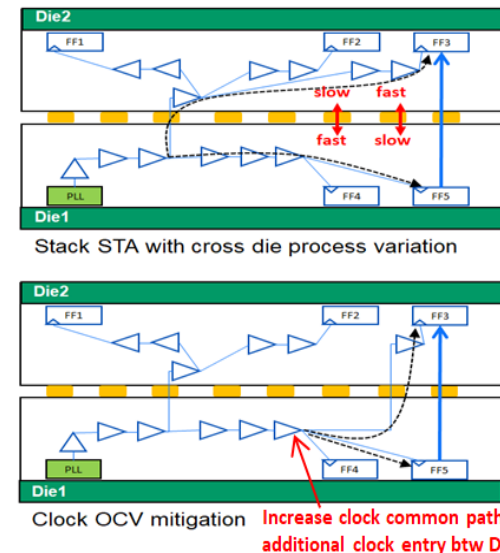 Die2
FF1
FF2
FF3
slow fast
fast slow
PLL
FF4
FF5
Die1
Stack STA with cross die process variation
Die2
FF1
FF2
FF3
PLL
FF4
FF5
Die1
Clock OCV mitigation
Increase clock common path
additional clock entry btw D